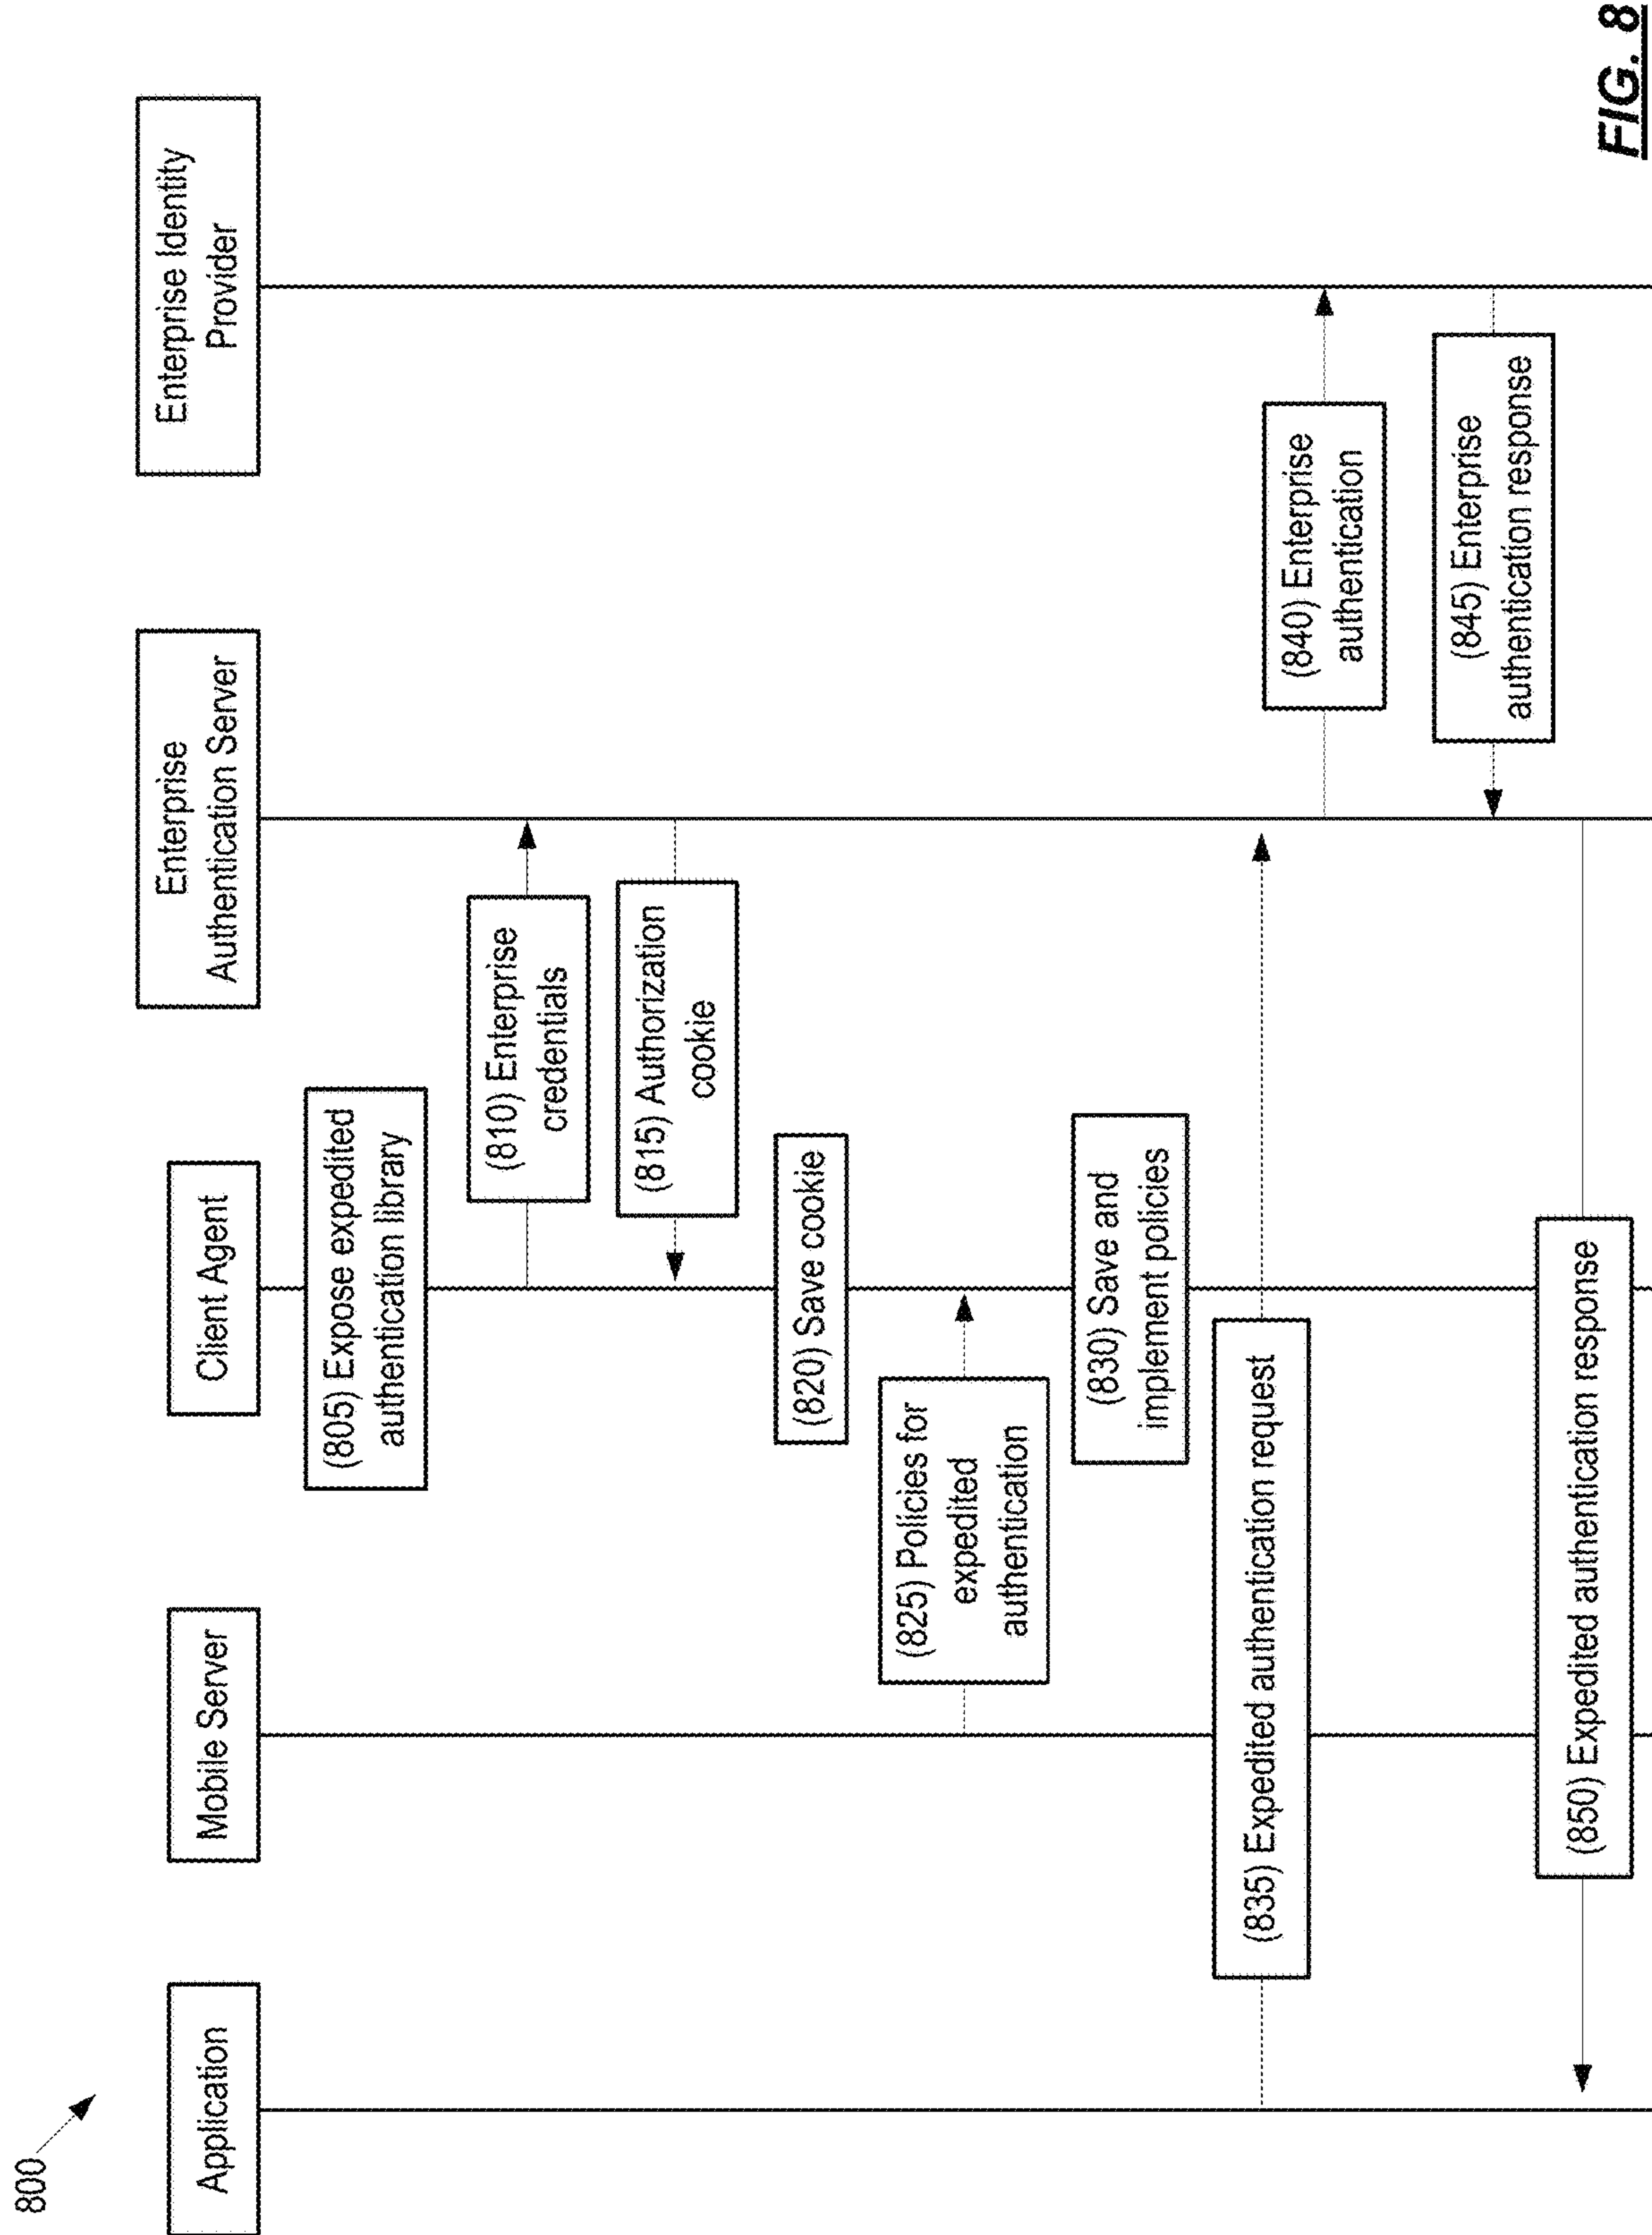 800
Application
Mobile Server
Client Agent
Enterprise
Authentication Server
Enterprise Identity
Provider
(805) Expose expedited
authentication library
(810) Enterprise
credentials
(815) Authorization
cookie
(820) Save cookie
(825) Policies for
expedited
authentication
(830) Save and
implement policies
(835) Expedited authentication request
(840) Enterprise
authentication
(845) Enterprise
authentication response
(850) Expedited authentication response
FIG. 8